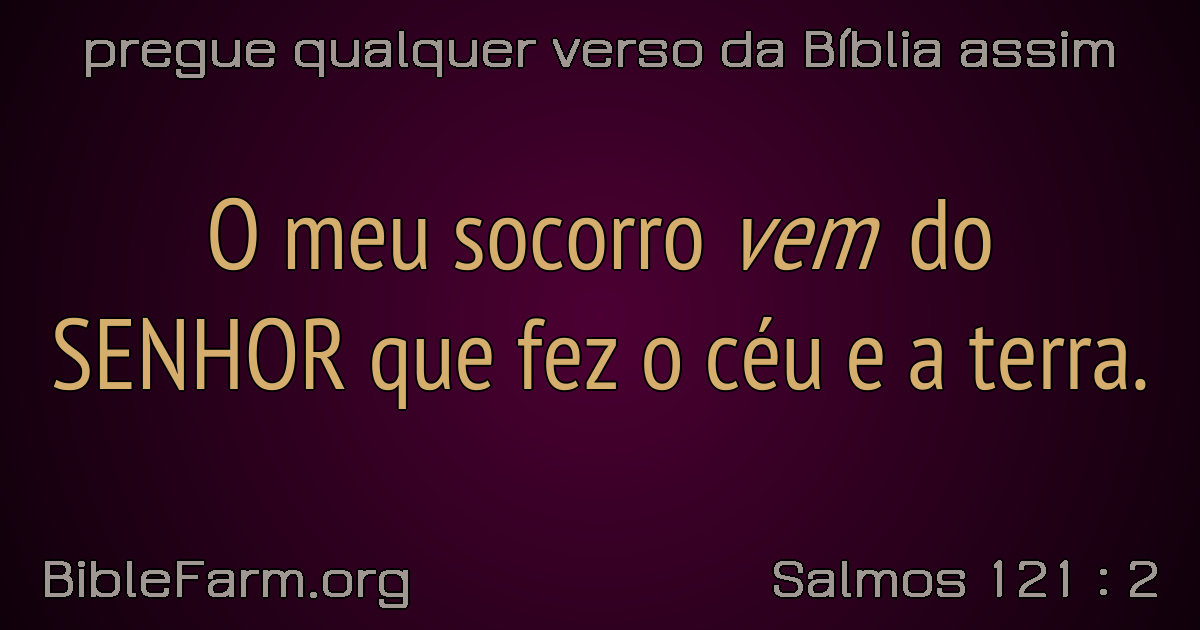 pregue qualquer verso da Bíblia assim
O meu socorro vem do
SENHOR que fez o céu e a terra.
BibleFarm.org
Salmos 121 : 2